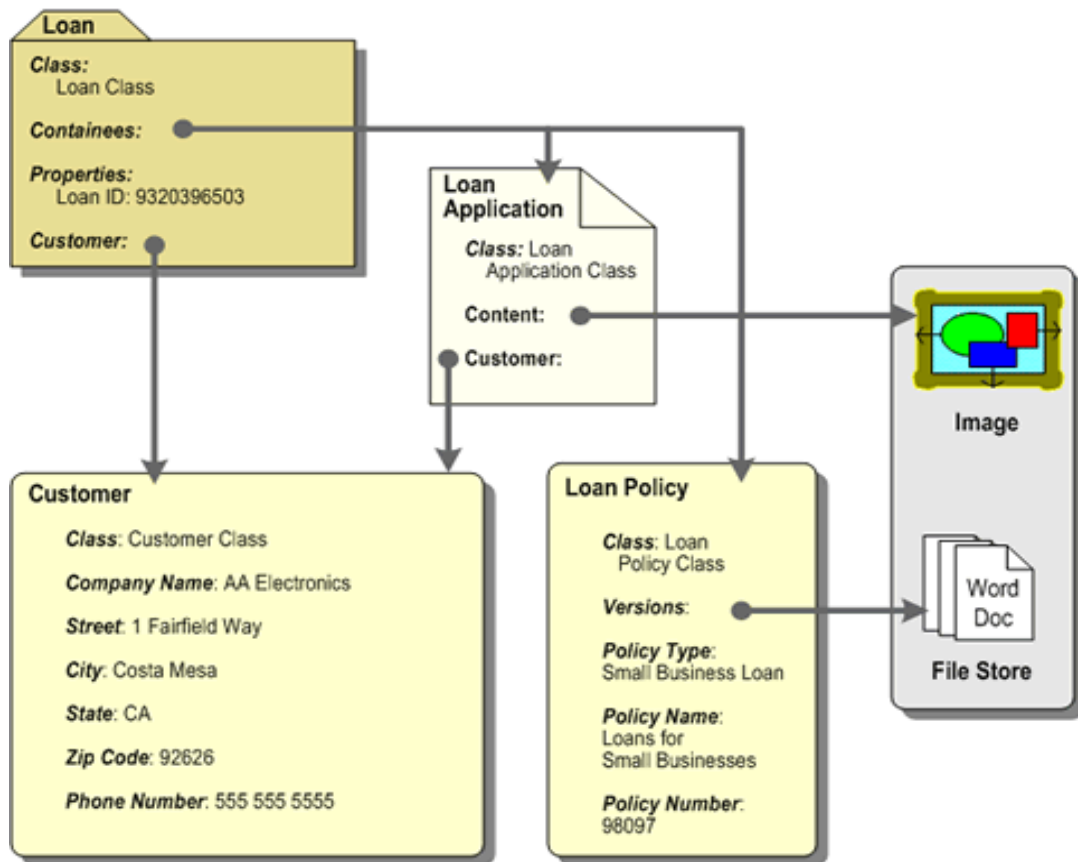 Loan
Class:
Loan Class
Containees:
Properties:
Loan ID: 9320396503
Customer:
Loan
Application
Class: Loan
Application Class
Content:
Customer:
Image
Word
Doc
File Store
Customer
Class: Customer Class
Company Name: AA Electronics
Street: 1 Fairfield Way
City: Costa Mesa
State: CA
Zip Code: 92626
Phone Number: 555 555 5555
Loan Policy
Class: Loan
Policy Class
Versions:
Policy Type:
Small Business Loan
Policy Name:
Loans for
Small Businesses
Policy Number:
98097